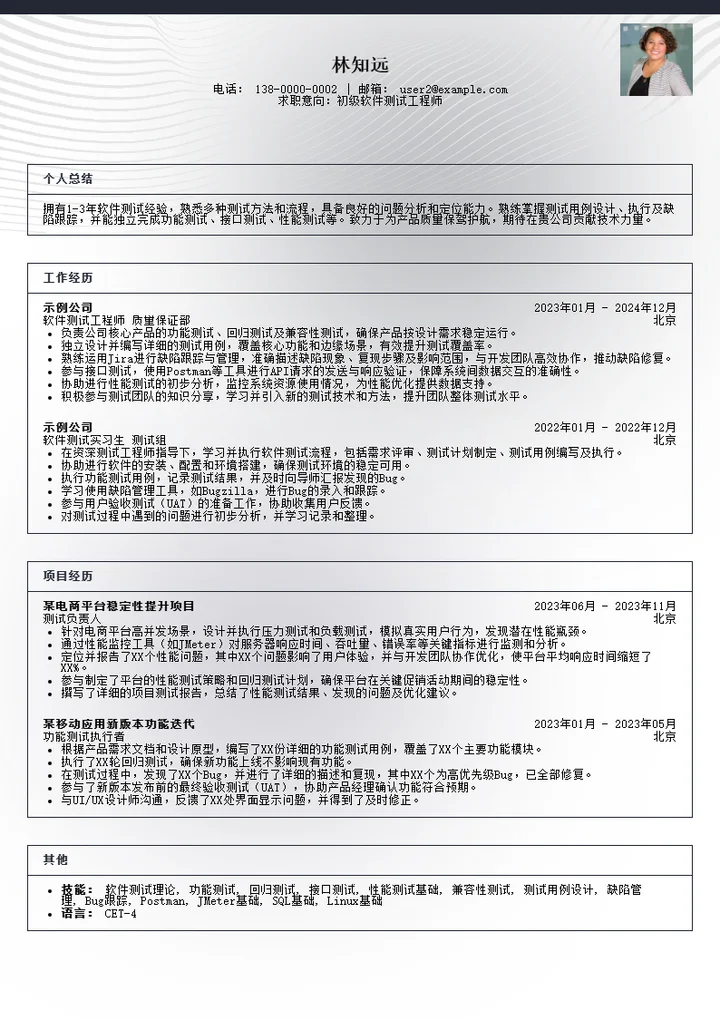 林知远
电话： 138-0000-0002 | 邮箱： user2@example.com
求职意向：初级软件测试工程师
个人总结
拥有1-3年软件测试经验，熟悉多种测试方法和流程，具备良好的问题分析和定位能力。熟练掌握测试用例设计、执行及缺
陷跟踪，并能独立完成功能测试、接口测试、性能测试等。致力于为产品质量保驾护航，期待在贵公司贡献技术力量。
工作经历
示例公司 2023年01月 - 2024年12月
软件测试工程师 质量保证部 北京
• 负责公司核心产品的功能测试、回归测试及兼容性测试，确保产品按设计需求稳定运行。
• 独立设计并编写详细的测试用例，覆盖核心功能和边缘场景，有效提升测试覆盖率。
• 熟练运用Jira进行缺陷跟踪与管理，准确描述缺陷现象、复现步骤及影响范围，与开发团队高效协作，推动缺陷修复。
• 参与接口测试，使用Postman等工具进行API请求的发送与响应验证，保障系统间数据交互的准确性。
• 协助进行性能测试的初步分析，监控系统资源使用情况，为性能优化提供数据支持。
• 积极参与测试团队的知识分享，学习并引入新的测试技术和方法，提升团队整体测试水平。
示例公司 2022年01月 - 2022年12月
软件测试实习生 测试组 北京
• 在资深测试工程师指导下，学习并执行软件测试流程，包括需求评审、测试计划制定、测试用例编写及执行。
• 协助进行软件的安装、配置和环境搭建，确保测试环境的稳定可用。
• 执行功能测试用例，记录测试结果，并及时向导师汇报发现的Bug。
• 学习使用缺陷管理工具，如Bugzilla，进行Bug的录入和跟踪。
• 参与用户验收测试（UAT）的准备工作，协助收集用户反馈。
• 对测试过程中遇到的问题进行初步分析，并学习记录和整理。
项目经历
某电商平台稳定性提升项目 2023年06月 - 2023年11月
测试负责人 北京
• 针对电商平台高并发场景，设计并执行压力测试和负载测试，模拟真实用户行为，发现潜在性能瓶颈。
• 通过性能监控工具（如JMeter）对服务器响应时间、吞吐量、错误率等关键指标进行监测和分析。
• 定位并报告了XX个性能问题，其中XX个问题影响了用户体验，并与开发团队协作优化，使平台平均响应时间缩短了
XX%。
• 参与制定了平台的性能测试策略和回归测试计划，确保平台在关键促销活动期间的稳定性。
• 撰写了详细的项目测试报告，总结了性能测试结果、发现的问题及优化建议。
某移动应用新版本功能迭代 2023年01月 - 2023年05月
功能测试执行者 北京
• 根据产品需求文档和设计原型，编写了XX份详细的功能测试用例，覆盖了XX个主要功能模块。
• 执行了XX轮回归测试，确保新功能上线不影响现有功能。
• 在测试过程中，发现了XX个Bug，并进行了详细的描述和复现，其中XX个为高优先级Bug，已全部修复。
• 参与了新版本发布前的最终验收测试（UAT），协助产品经理确认功能符合预期。
• 与UI/UX设计师沟通，反馈了XX处界面显示问题，并得到了及时修正。
其他
• 技能： 软件测试理论, 功能测试, 回归测试, 接口测试, 性能测试基础, 兼容性测试, 测试用例设计, 缺陷管
理, Bug跟踪, Postman, JMeter基础, SQL基础, Linux基础
• 语言： CET-4